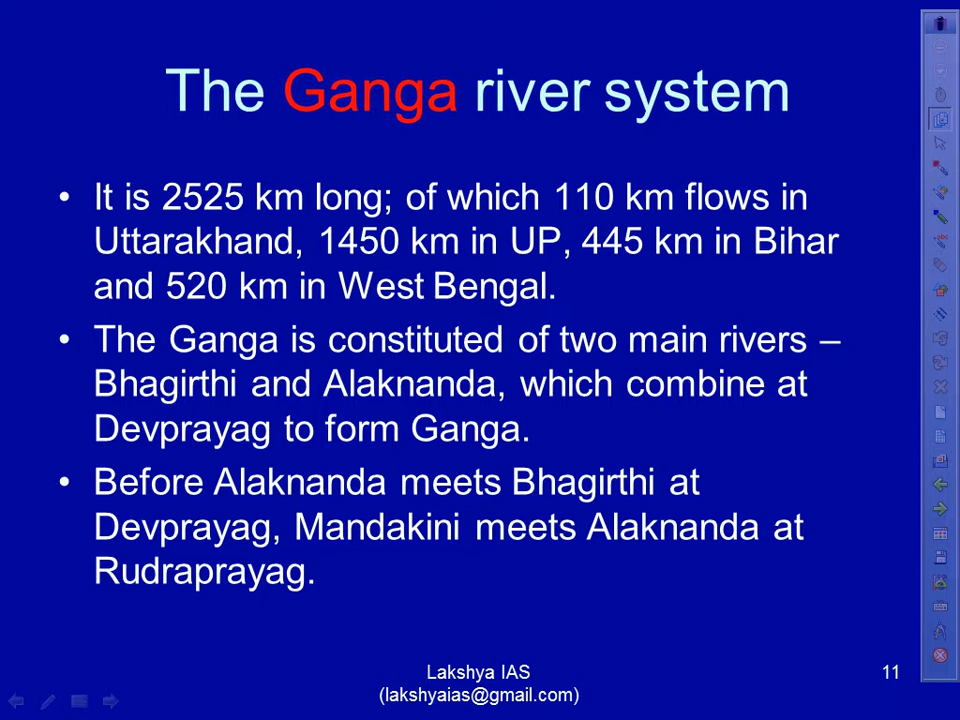 The Ganga river system
• It is 2525 km long; of which 110 km flows in
Uttarakhand, 1450 km in UP, 445 km in Bihar
and 520 km in West Bengal.
• The Ganga is constituted of two main rivers –
Bhagirthi and Alaknanda, which combine at
Devprayag to form Ganga.
• Before Alaknanda meets Bhagirthi at
Devprayag, Mandakini meets Alaknanda at
Rudraprayag.
Lakshya IAS
(lakshyaias@gmail.com)
11